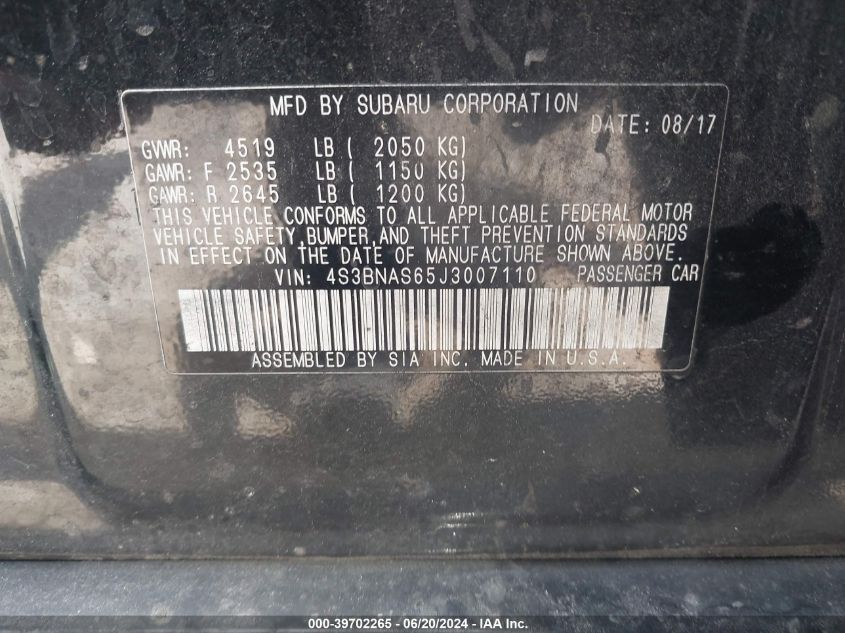 MFD BY SUBARU CORPORATION
DATE: 08/17
GVWR: 4519 LB ( 2050 KG)
GAWR: F 2535 LB ( 1150 KG)
GAWR: R 2645 LB ( 1200 KG)
THIS VEHICLE CONFORMS TO ALL APPLICABLE FEDERAL MOTOR
VEHICLE SAFETY, BUMPER, AND THEFT PREVENTION STANDARDS
IN EFFECT ON THE DATE OF MANUFACTURE SHOWN ABOVE.
VIN: 4S3BNAS65J3007110 PASSENGER CAR
ASSEMBLED BY SIA INC. MADE IN U.S.A.
000-39702265 - 06/20/2024 - IAA Inc.